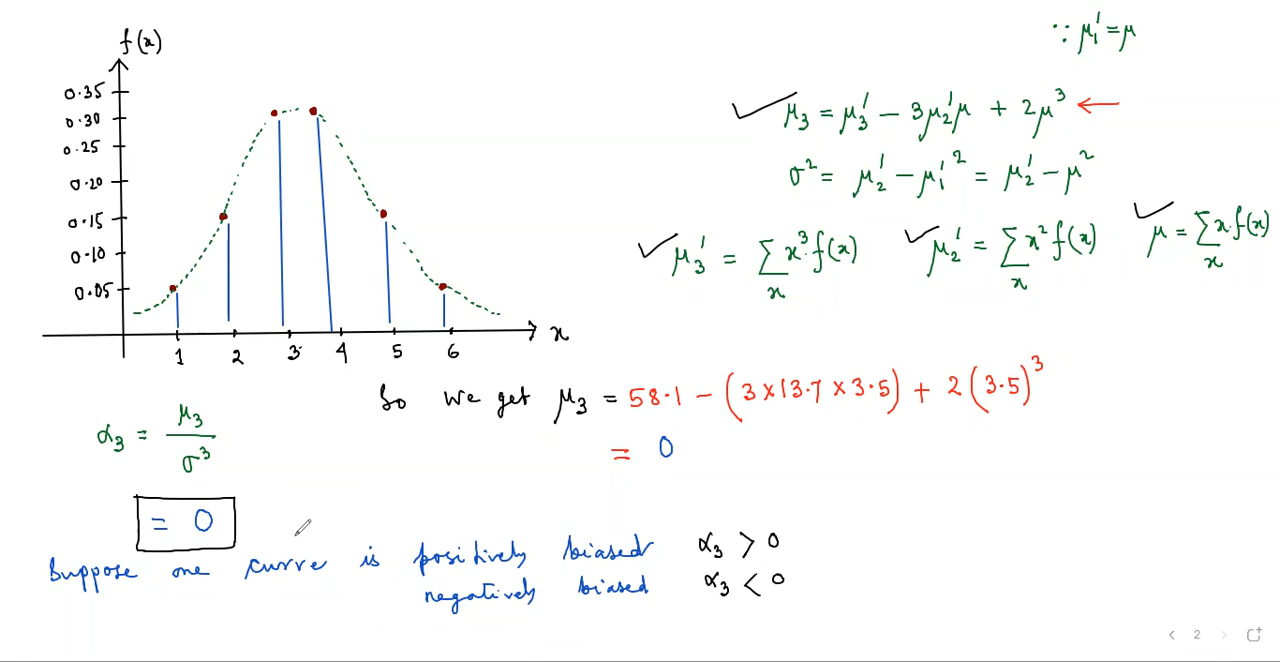 f(x)
0.35
0.30
0.25
0.20
0.15
0.10
0.05
1 2 3 4 5 6 x
∵ μ₁′ = μ
μ₃ = μ₃′ − 3μ₂′μ + 2μ³ ←
σ² = μ₂′ − μ₁′² = μ₂′ − μ²
μ₃′ = ∑ₓ x³·f(x) μ₂′ = ∑ₓ x² f(x) μ = ∑ₓ x·f(x)
So we get μ₃ = 58.1 − (3×13.7×3.5) + 2(3.5)³
= 0
α₃ = μ₃/σ³
= 0
Suppose one curve is positively biased α₃ > 0
negatively biased α₃ < 0
2